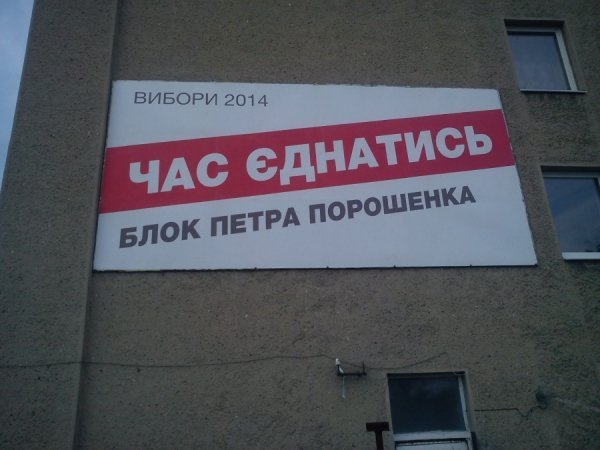 ВИБОРИ 2014
ЧАС ЄДНАТИСЬ
БЛОК ПЕТРА ПОРОШЕНКА